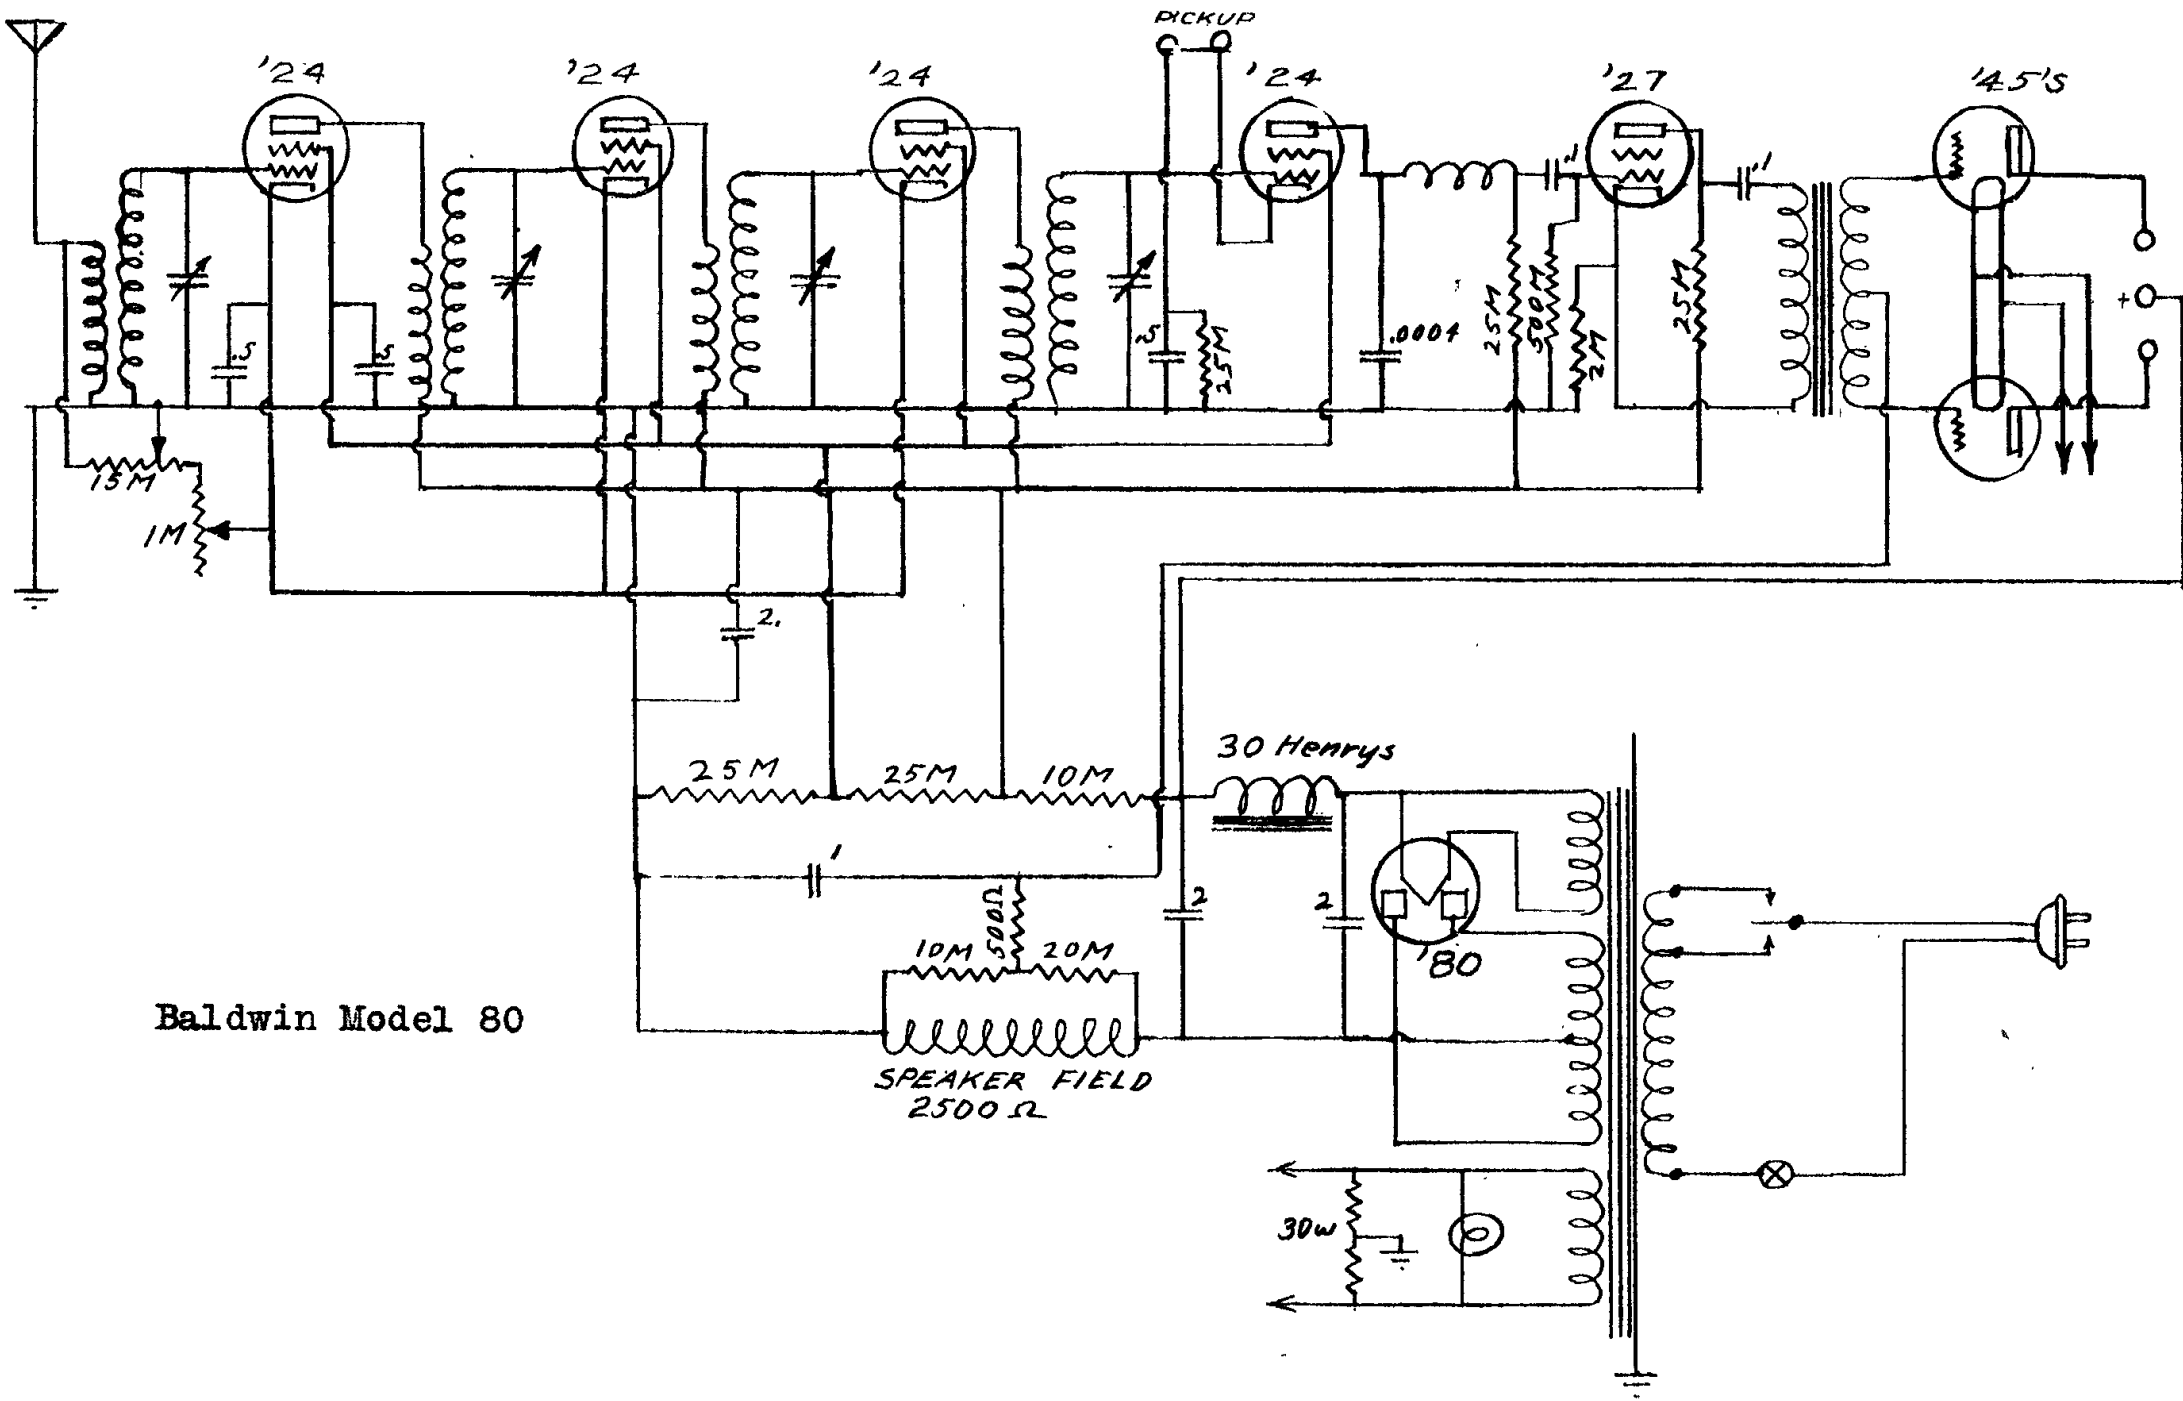 PICKUP
'24
'24
'24
'24
'27
'45'S
.1
.1
.5
.5
.5
25M
.0004
25M
500M
2M
25M
+
15M
1M
2.
30 Henrys
25M
25M
10M
1
500Ω
2
2
10M
20M
'80
Baldwin Model 80
SPEAKER FIELD
2500 Ω
30ω